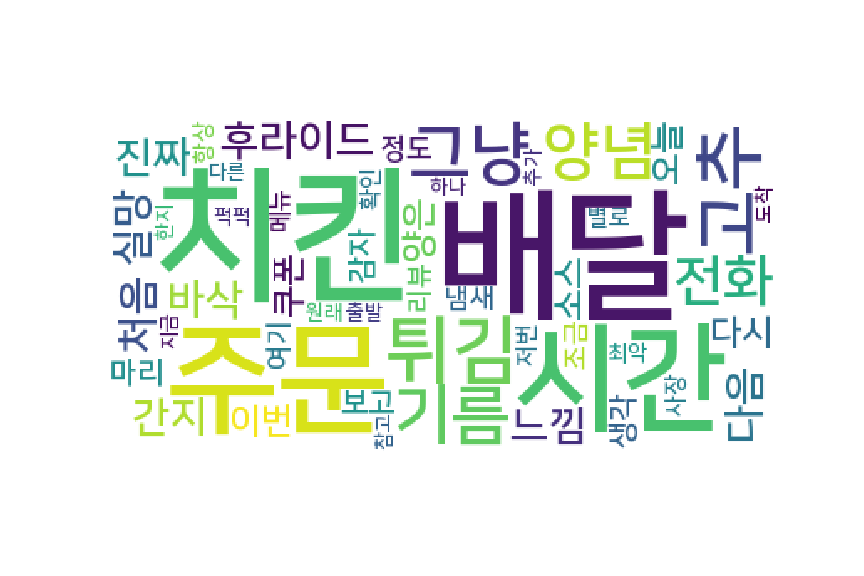 치킨
배달
주문
시간
튀김
기름
양념
고추
그냥
후라이드
전화
진짜
항상
정도
오늘
다른
퍽퍽
메뉴
확인
하나
추가
도착
실망
한지
처음
지금
바삭
쿠폰
감자
리뷰
양은
냄새
소스
별로
원래
출발
여기
마리
간지
이번
보고
참고
느낌
저번
조금
최악
사장
생각
다시
다음